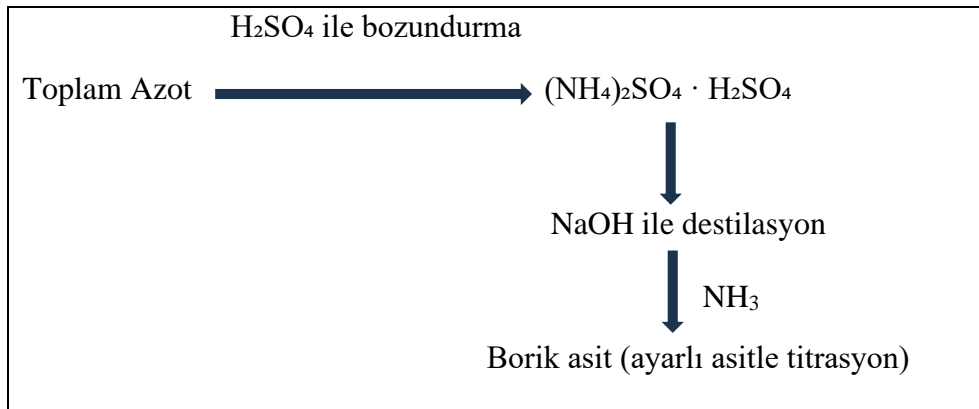 H₂SO₄ ile bozundurma
Toplam Azot (NH₄)₂SO₄ · H₂SO₄
NaOH ile destilasyon
NH₃
Borik asit (ayarlı asitle titrasyon)